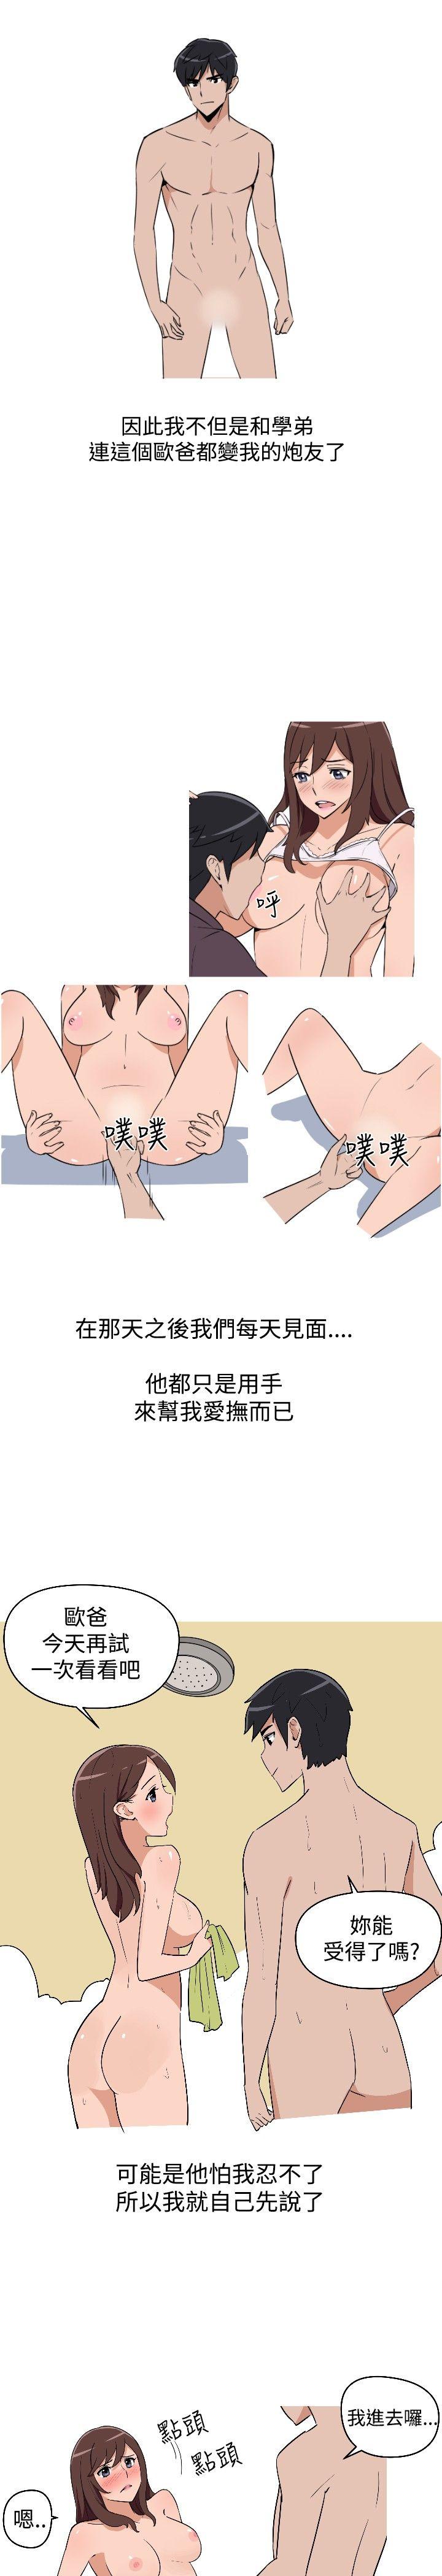 因此我不但是和學弟
連這個歐爸都變我的炮友了
呼
噗噗
噗噗
在那天之後我們每天見面....
他都只是用手
來幫我愛撫而已
歐爸
今天再試
一次看看吧
妳能
受得了嗎?
可能是他怕我忍不了
所以我就自己先說了
我進去囉...
點頭
點頭
嗯..